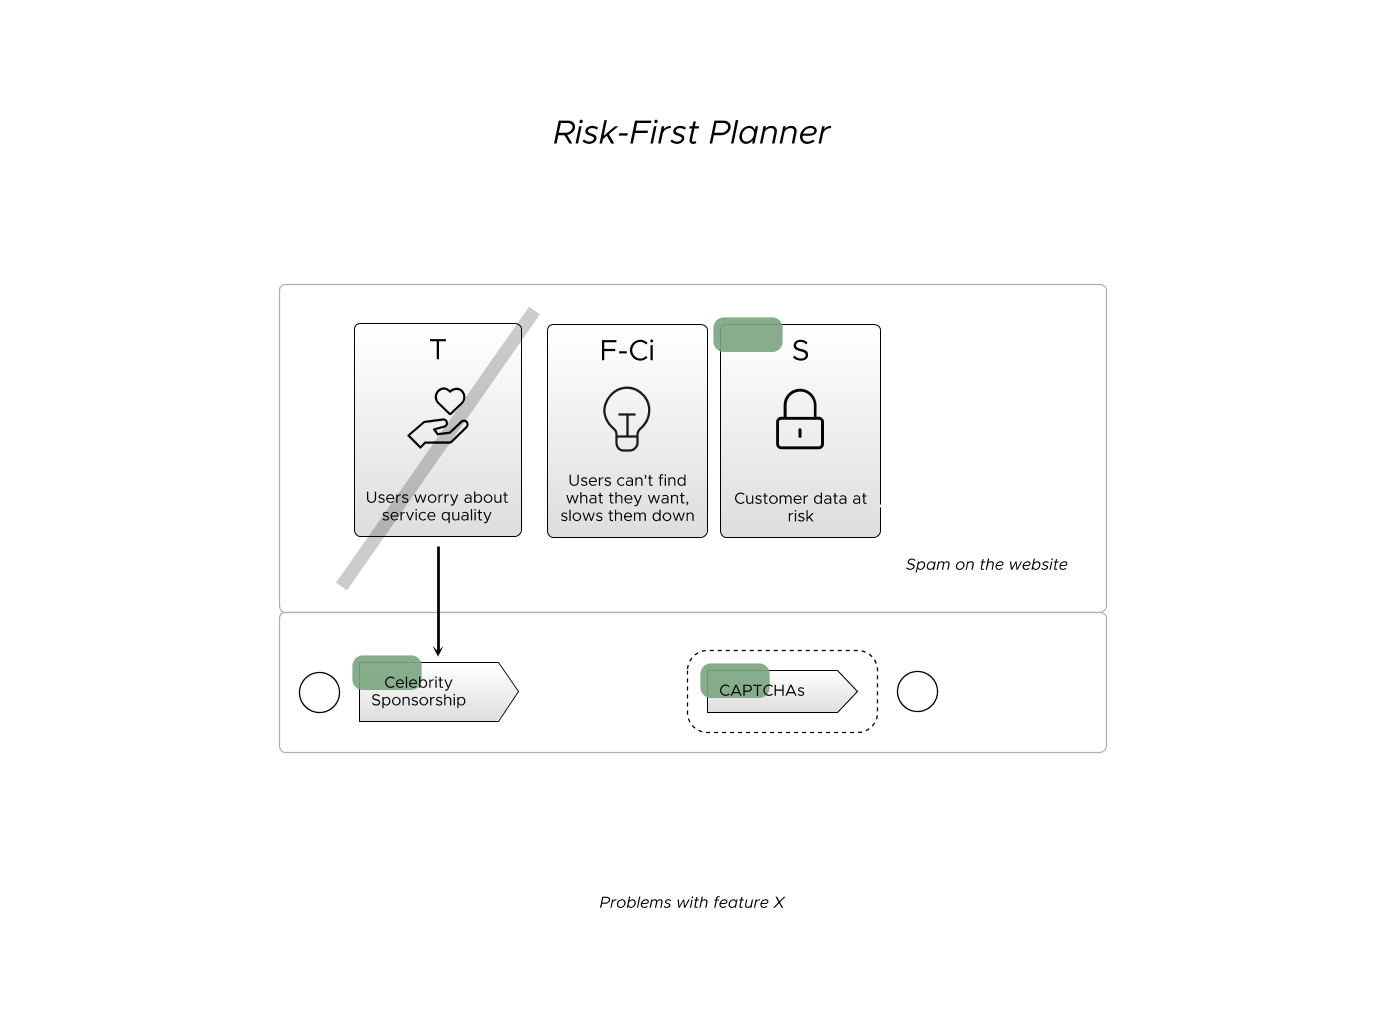 Risk-First Planner
T
Users worry about
service quality
F-Ci
Users can't find
what they want,
slows them down
S
Customer data at
risk
Spam on the website
Celebrity
Sponsorship
CAPTCHAs
Problems with feature X